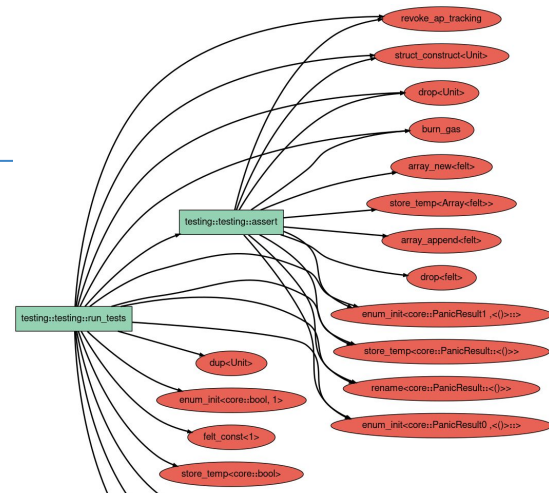 revoke_ap_tracking
struct_construct<Unit>
drop<Unit>
burn_gas
array_new<felt>
store_temp<Array<felt>>
testing::testing::assert
array_append<felt>
drop<felt>
enum_init<core::PanicResult1 ,<()>::>
testing::testing::run_tests
store_temp<core::PanicResult::<()>>
dup<Unit>
rename<core::PanicResult::<()>>
enum_init<core::bool, 1>
enum_init<core::PanicResult0 ,<()>::>
felt_const<1>
store_temp<core::bool>